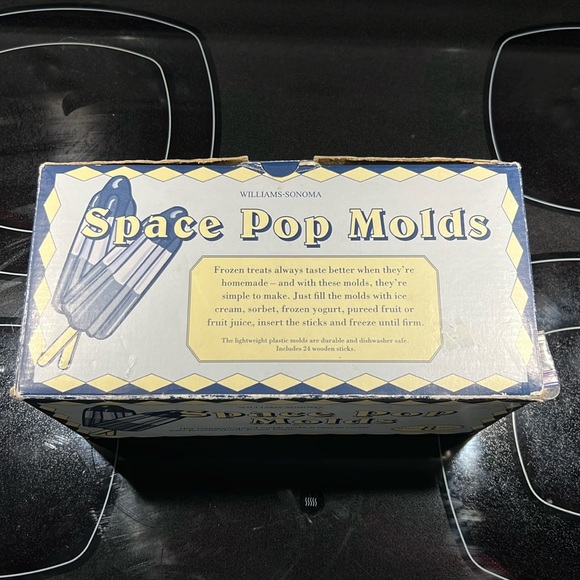 WILLIAMS-SONOMA
Space Pop Molds
Frozen treats always taste better when they're
homemade – and with these molds, they're
simple to make. Just fill the molds with ice
cream, sorbet, frozen yogurt, pureed fruit or
fruit juice, insert the sticks and freeze until firm.
The lightweight plastic molds are durable and dishwasher safe.
Includes 24 wooden sticks.
Space Pop
Molds